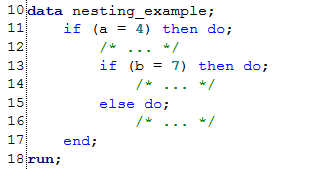 10 data nesting_example;
11     if (a = 4) then do;
12         /* ... */
13         if (b = 7) then do;
14             /* ... */
15         else do;
16             /* ... */
17     end;
18 run;